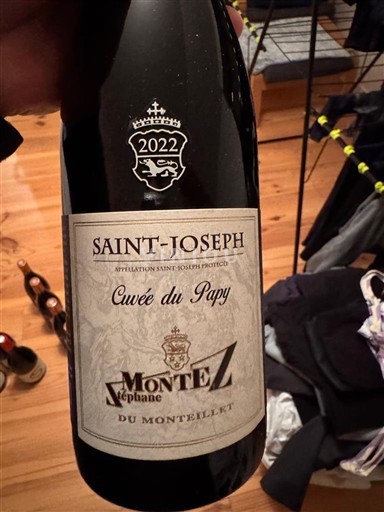 2022
SAINT-JOSEPH
APPELLATION SAINT-JOSEPH PROTÉGÉE
Cuvée du Papy
MONTEZ
Stéphane
DU MONTEILLET